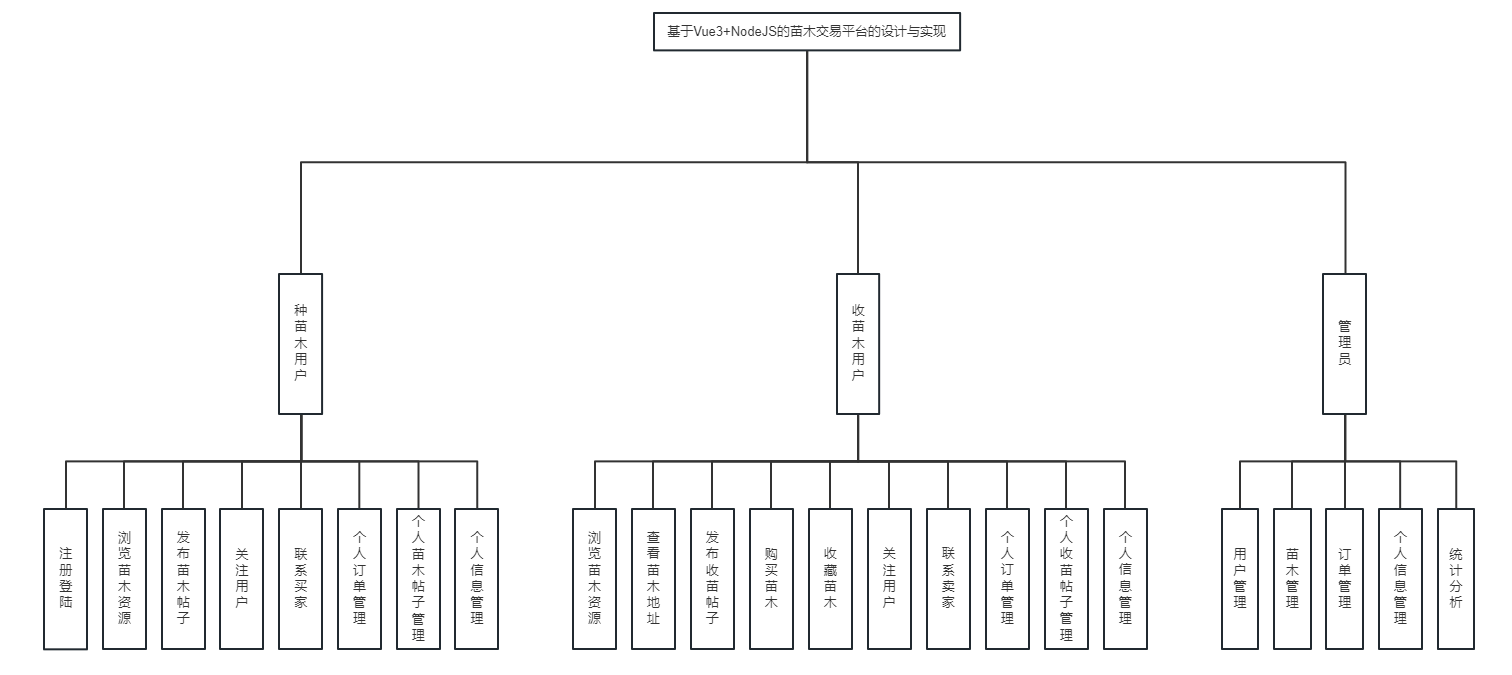 基于Vue3+NodeJS的苗木交易平台的设计与实现
种苗木用户
收苗木用户
管理员
注册登陆
浏览苗木资源
发布苗木帖子
关注用户
联系买家
个人订单管理
个人苗木帖子管理
个人信息管理
浏览苗木资源
查看苗木地址
发布收苗帖子
购买苗木
收藏苗木
关注用户
联系卖家
个人订单管理
个人收苗帖子管理
个人信息管理
用户管理
苗木管理
订单管理
个人信息管理
统计分析